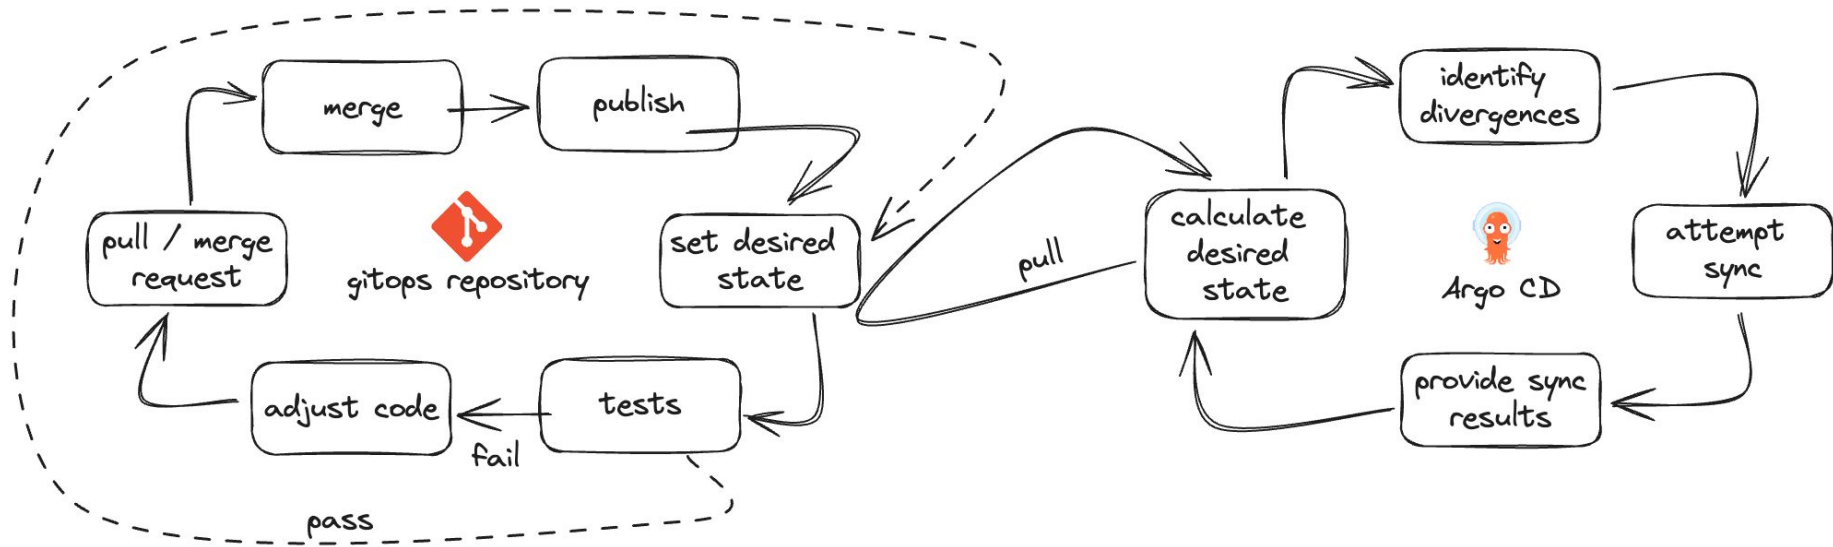 merge
publish
pull / merge
request
gitops repository
set desired
state
adjust code
tests
fail
pass
pull
calculate
desired
state
identify
divergences
Argo CD
attempt
sync
provide sync
results